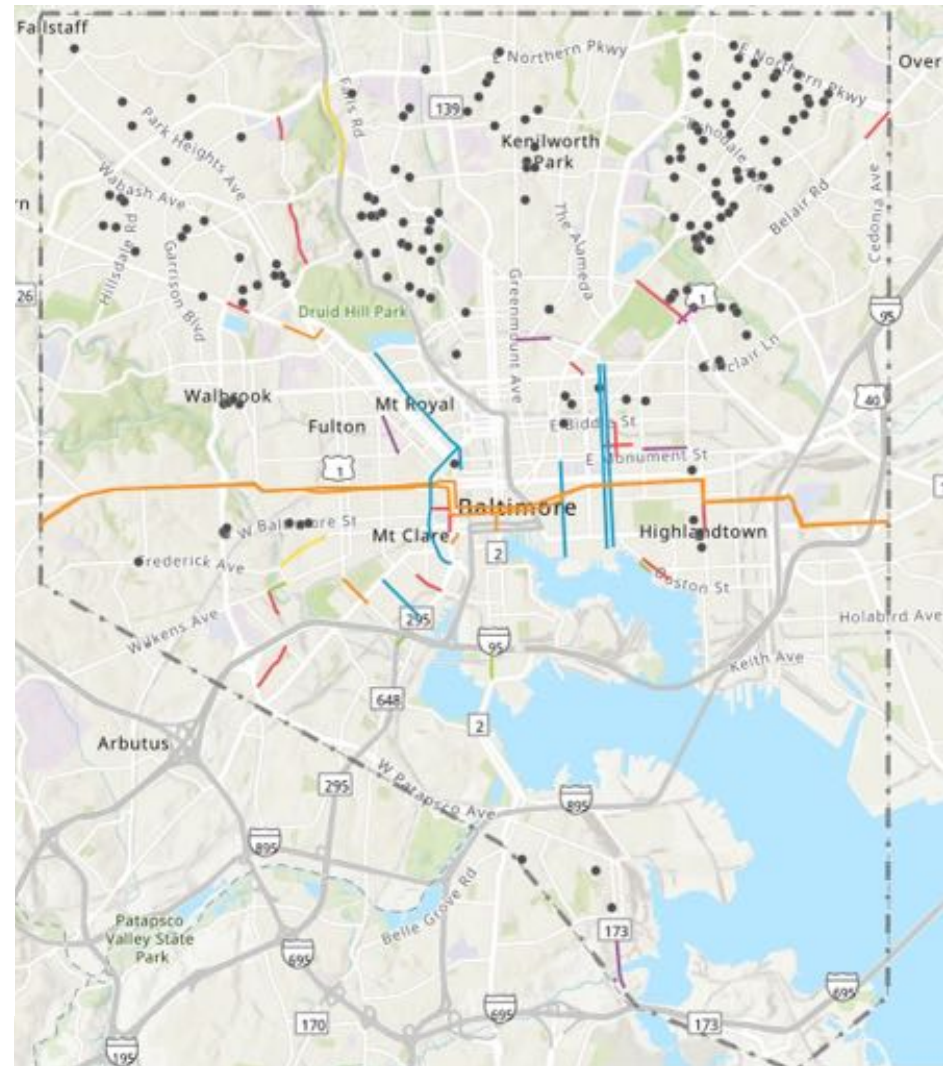 Fallstaff
E Northern Pkwy
E Northern Pkwy
Over
Falls Rd
139
Park Heights Ave
Kenilworth
Park
Wabash Ave
Belair Rd
Cedonia Ave
rn
Hillsdale Rd
Garrison Blvd
The Alameda
Greenmount Ave
26
Druid Hill Park
1
95
Sinclair Ln
Walbrook
Mt Royal
40
Fulton
E Biddle St
E Monument St
1
Baltimore
W Baltimore St
Mt Clare
Highlandtown
2
Frederick Ave
Boston St
295
Wilkens Ave
Holabird Ave
95
Keith Ave
648
2
Arbutus
W Patapsco Ave
295
895
895
Belle Grove Rd
Patapsco
Valley State
Park
173
695
695
695
170
173
195